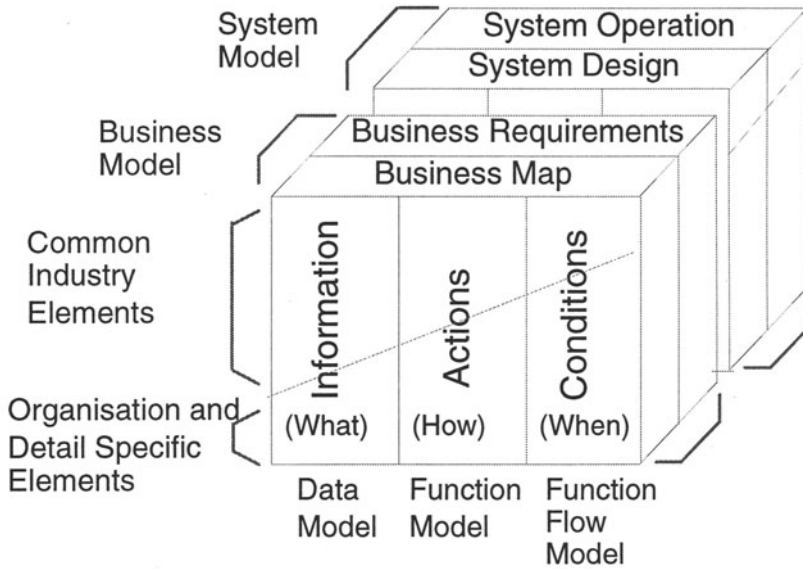 System
Model
System Operation
System Design
Business
Model
Business Requirements
Business Map
Common
Industry
Elements
Information
Actions
Conditions
Organisation and
Detail Specific
Elements
(What)
(How)
(When)
Data
Model
Function
Model
Function
Flow
Model